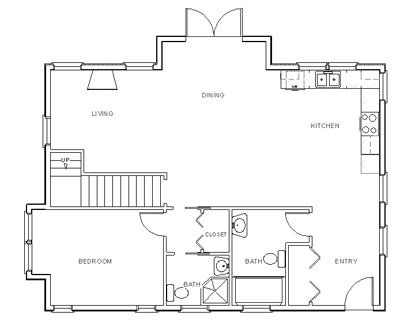 DINING
LIVING
KITCHEN
UP
CLOSET
BEDROOM
BATH
ENTRY
BATH